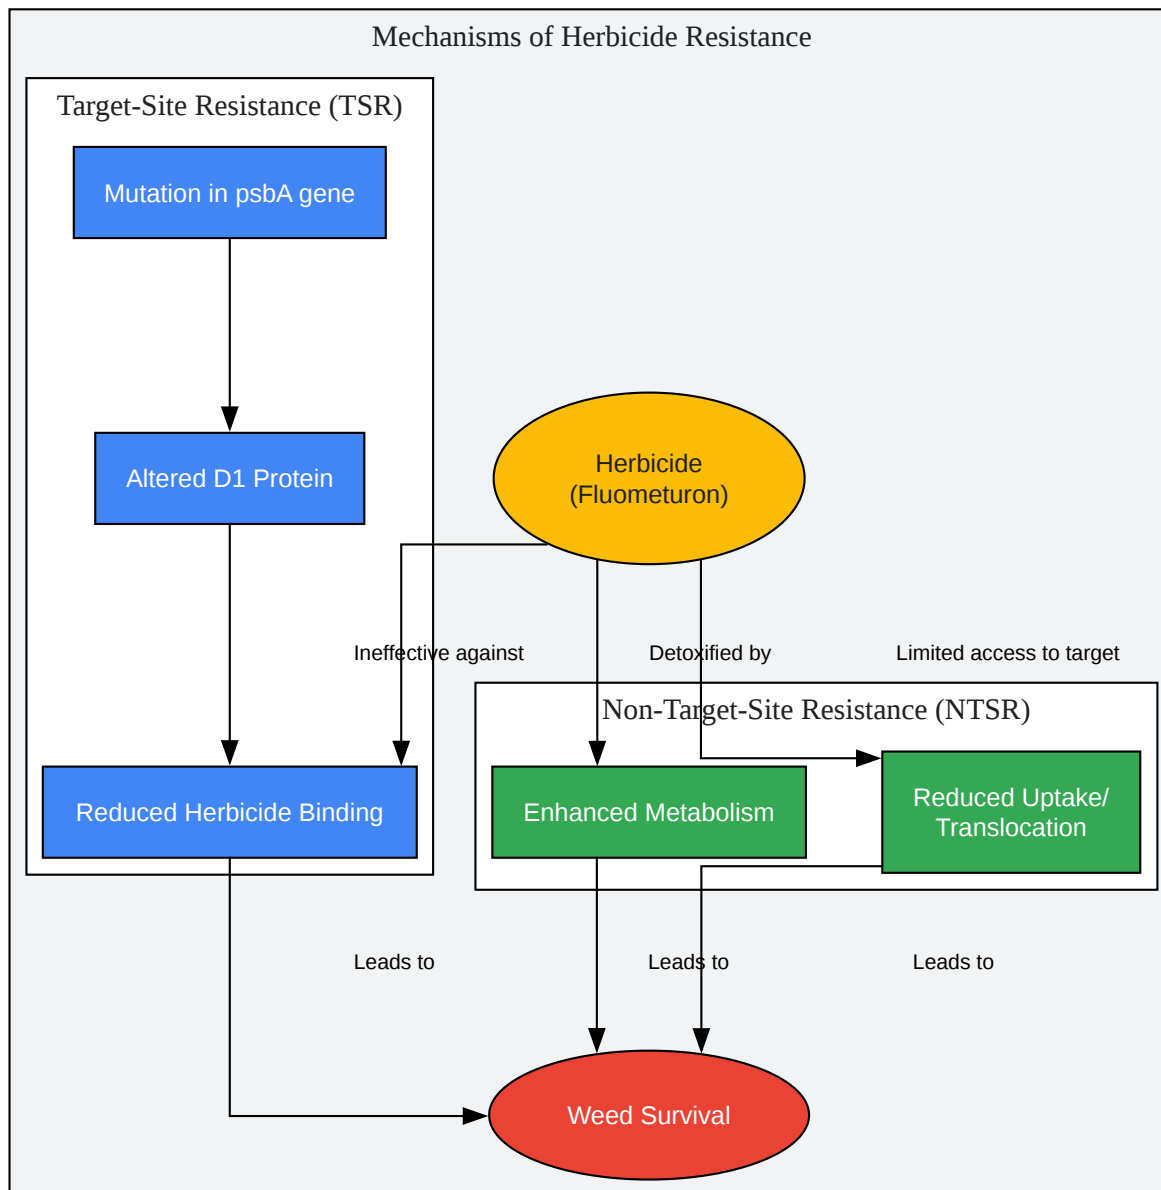 Mechanisms of Herbicide Resistance
Target-Site Resistance (TSR)
Mutation in psbA gene
Altered D1 Protein
Herbicide
(Fluometuron)
Ineffective against
Detoxified by
Limited access to target
Non-Target-Site Resistance (NTSR)
Reduced Herbicide Binding
Enhanced Metabolism
Reduced Uptake/
Translocation
Leads to
Leads to
Leads to
Weed Survival